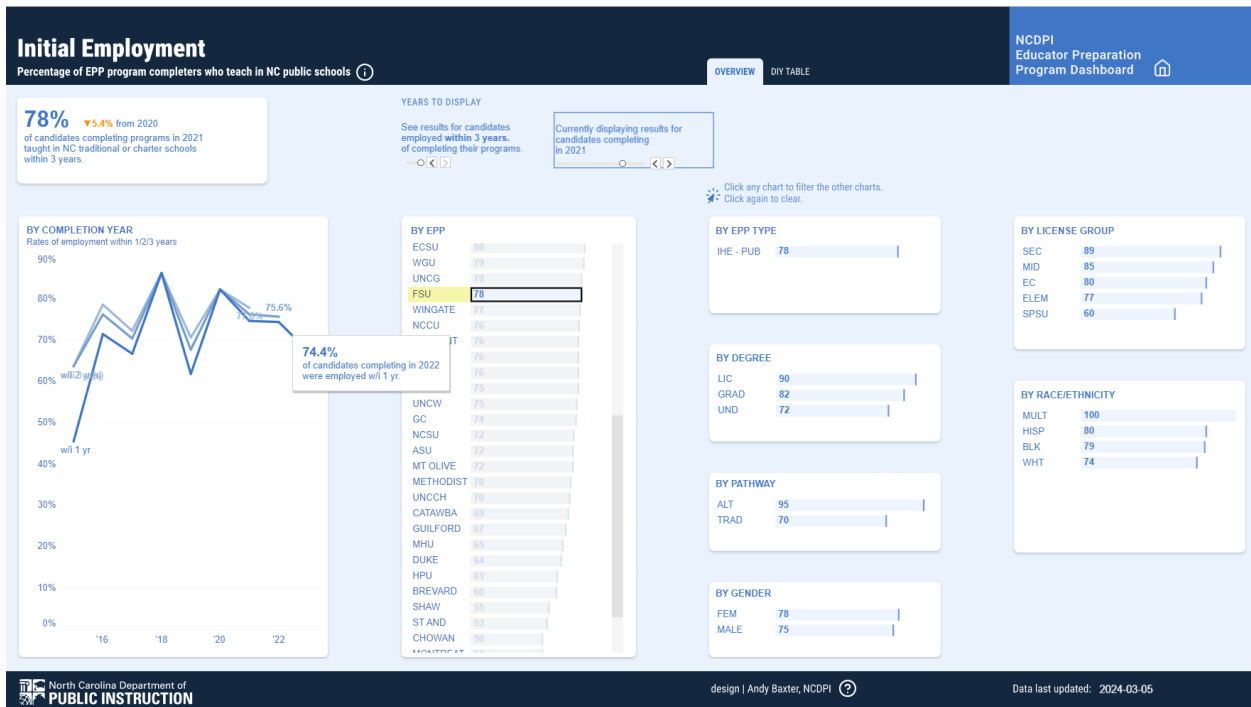 Initial Employment
Percentage of EPP program completers who teach in NC public schools
OVERVIEW
DIY TABLE
NCDPI
Educator Preparation
Program Dashboard
78% ▼5.4% from 2020
of candidates completing programs in 2021
taught in NC traditional or charter schools
within 3 years.
YEARS TO DISPLAY
See results for candidates
employed within 3 years.
of completing their programs.
Currently displaying results for
candidates completing
in 2021
Click any chart to filter the other charts.
Click again to clear.
BY COMPLETION YEAR
Rates of employment within 1/2/3 years
90%
80%
70%
60%
50%
40%
30%
20%
10%
0%
75.6%
w/i 1 yr
'16 '18 '20 '22
74.4%
of candidates completing in 2022
were employed w/i 1 yr.
BY EPP
ECSU 80
WGU 79
UNCG 78
FSU 78
WINGATE 77
NCCU 76
76
76
76
75
UNCW 75
GC 74
NCSU 72
ASU 72
MT OLIVE 72
METHODIST 70
UNCCH 70
CATAWBA 69
GUILFORD 67
MHU 65
DUKE 64
HPU 61
BREVARD 60
SHAW 55
ST AND 53
CHOWAN 50
BY EPP TYPE
IHE - PUB 78
BY DEGREE
LIC 90
GRAD 82
UND 72
BY PATHWAY
ALT 95
TRAD 70
BY GENDER
FEM 78
MALE 75
BY LICENSE GROUP
SEC 89
MID 85
EC 80
ELEM 77
SPSU 60
BY RACE/ETHNICITY
MULT 100
HISP 80
BLK 79
WHT 74
North Carolina Department of
PUBLIC INSTRUCTION
design | Andy Baxter, NCDPI
Data last updated: 2024-03-05